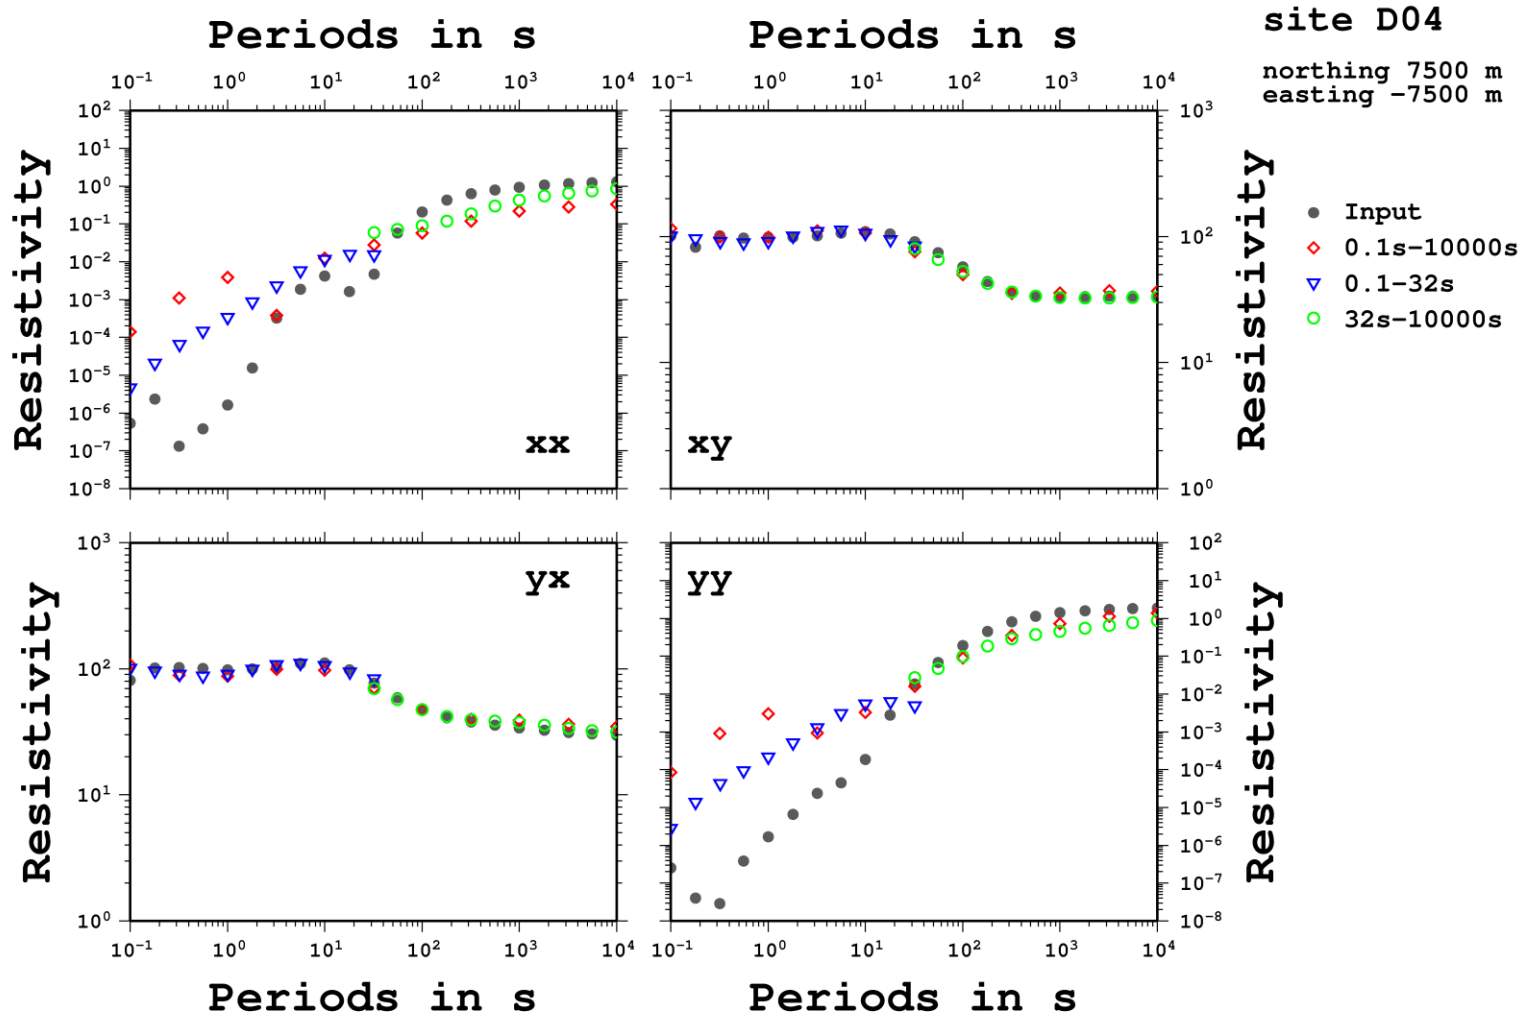 Periods in s
Periods in s
site D04
northing 7500 m
easting −7500 m
10⁻¹ 10⁰ 10¹ 10² 10³ 10⁴
10⁻¹ 10⁰ 10¹ 10² 10³ 10⁴
Resistivity
10²
10¹
10⁰
10⁻¹
10⁻²
10⁻³
10⁻⁴
10⁻⁵
10⁻⁶
10⁻⁷
10⁻⁸
xx
xy
10³
10²
10¹
10⁰
Resistivity
Input
0.1s−10000s
0.1−32s
32s−10000s
Resistivity
10³
10²
10¹
10⁰
yx
yy
10²
10¹
10⁰
10⁻¹
10⁻²
10⁻³
10⁻⁴
10⁻⁵
10⁻⁶
10⁻⁷
10⁻⁸
Resistivity
10⁻¹ 10⁰ 10¹ 10² 10³ 10⁴
10⁻¹ 10⁰ 10¹ 10² 10³ 10⁴
Periods in s
Periods in s